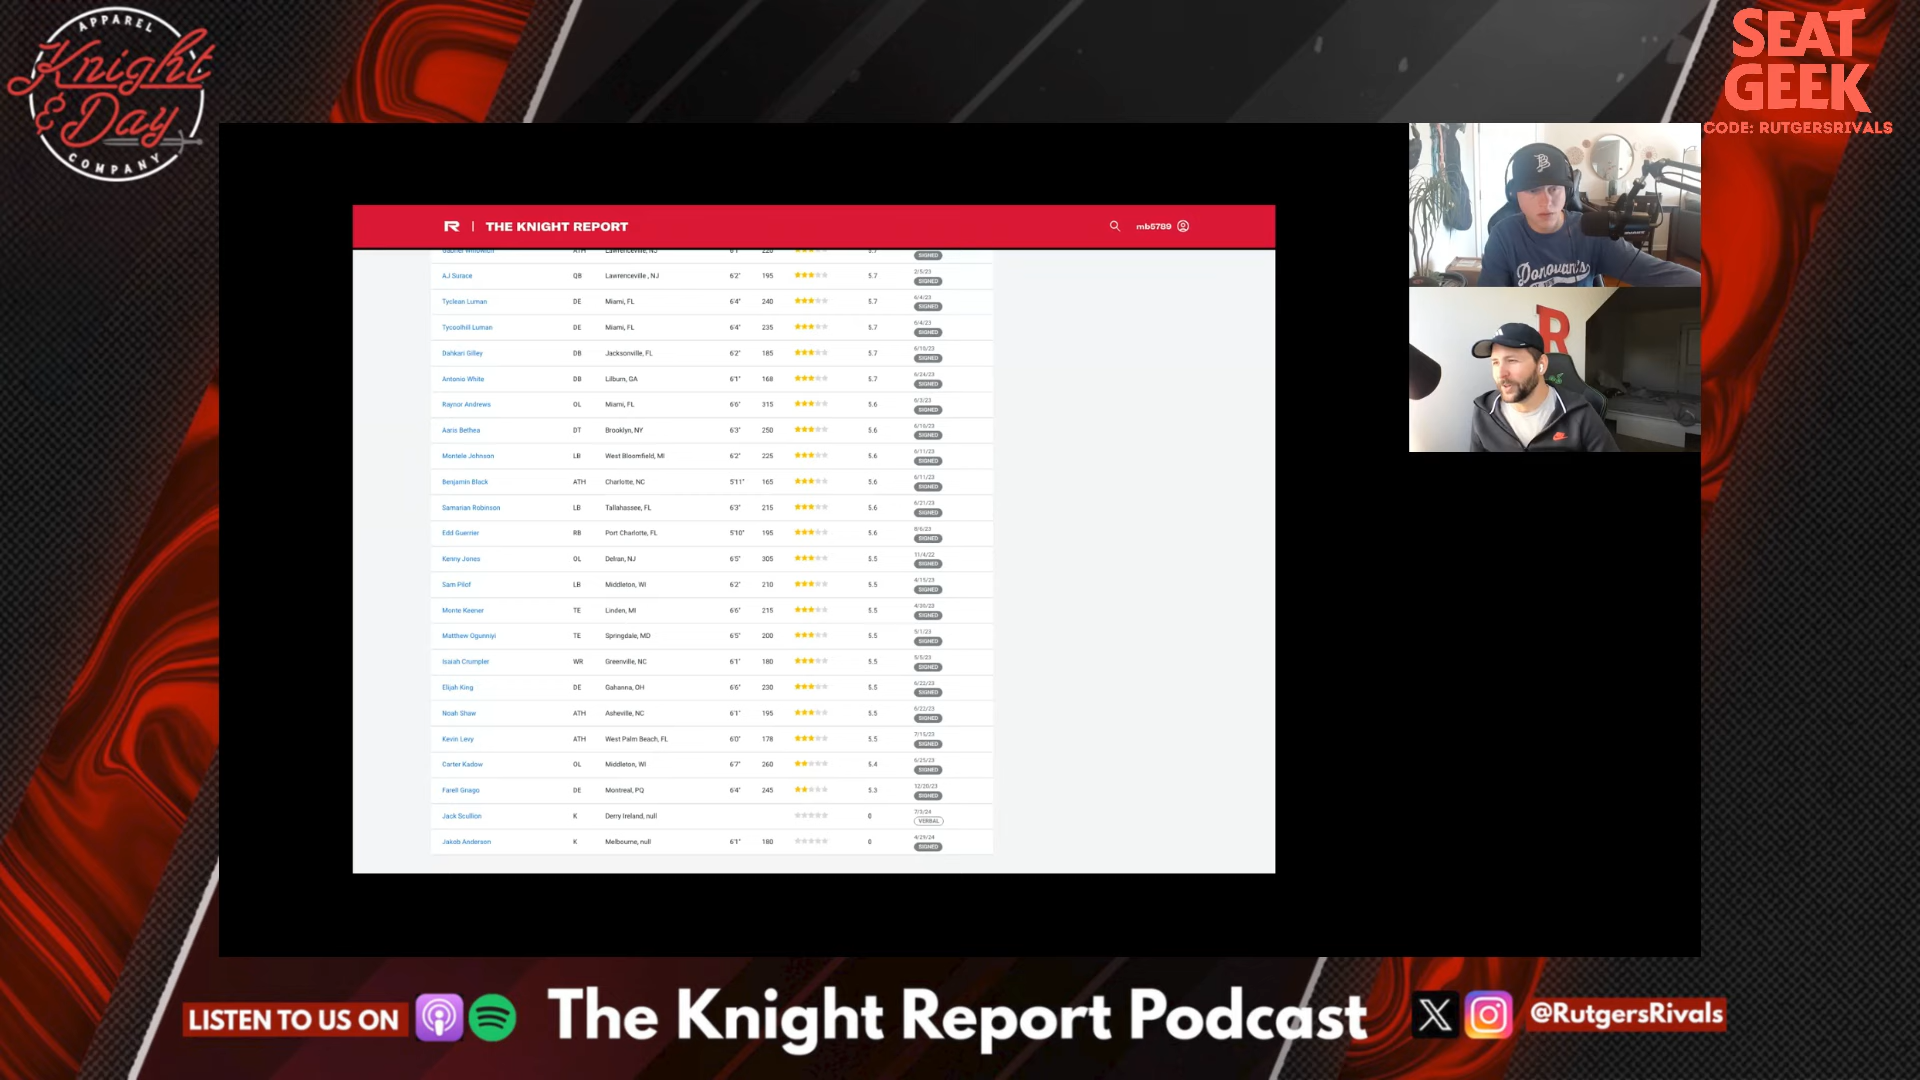 APPAREL
Knight
& Day
COMPANY
SEAT
GEEK
CODE: RUTGERSRIVALS
R | THE KNIGHT REPORT mb5789
SIGNED
AJ Surace QB Lawrenceville, NJ 6'2" 195 5.7 2/5/23 SIGNED
Tyclean Luman DE Miami, FL 6'4" 240 5.7 6/4/23 SIGNED
Tycoolhill Luman DE Miami, FL 6'4" 235 5.7 6/4/23 SIGNED
Dahkari Gilley DB Jacksonville, FL 6'2" 185 5.7 6/18/23 SIGNED
Antonio White DB Lilburn, GA 6'1" 168 5.7 6/24/23 SIGNED
Raynor Andrews OL Miami, FL 6'6" 315 5.6 6/3/23 SIGNED
Aaris Bethea DT Brooklyn, NY 6'3" 250 5.6 6/16/23 SIGNED
Montele Johnson LB West Bloomfield, MI 6'2" 225 5.6 6/11/23 SIGNED
Benjamin Black ATH Charlotte, NC 5'11" 165 5.6 6/11/23 SIGNED
Samarian Robinson LB Tallahassee, FL 6'3" 215 5.6 6/21/23 SIGNED
Edd Guerrier RB Port Charlotte, FL 5'10" 195 5.6 8/6/23 SIGNED
Kenny Jones OL Delran, NJ 6'5" 305 5.5 11/4/22 SIGNED
Sam Pilof LB Middleton, WI 6'2" 210 5.5 4/15/23 SIGNED
Monte Keener TE Linden, MI 6'6" 215 5.5 4/30/23 SIGNED
Matthew Ogunniyi TE Springdale, MD 6'5" 200 5.5 5/1/23 SIGNED
Isaiah Crumpler WR Greenville, NC 6'1" 180 5.5 5/5/23 SIGNED
Elijah King DE Gahanna, OH 6'6" 230 5.5 6/22/23 SIGNED
Noah Shaw ATH Asheville, NC 6'1" 195 5.5 6/22/23 SIGNED
Kevin Levy ATH West Palm Beach, FL 6'0" 178 5.5 7/15/23 SIGNED
Carter Kadow OL Middleton, WI 6'7" 260 5.4 6/25/23 SIGNED
Farell Gnago DE Montreal, PQ 6'4" 245 5.3 12/20/23 SIGNED
Jack Scullion K Derry Ireland, null 0 7/3/24 VERBAL
Jakob Anderson K Melbourne, null 6'1" 180 0 4/29/24 SIGNED
B
Donovan's
R
LISTEN TO US ON
The Knight Report Podcast
@RutgersRivals